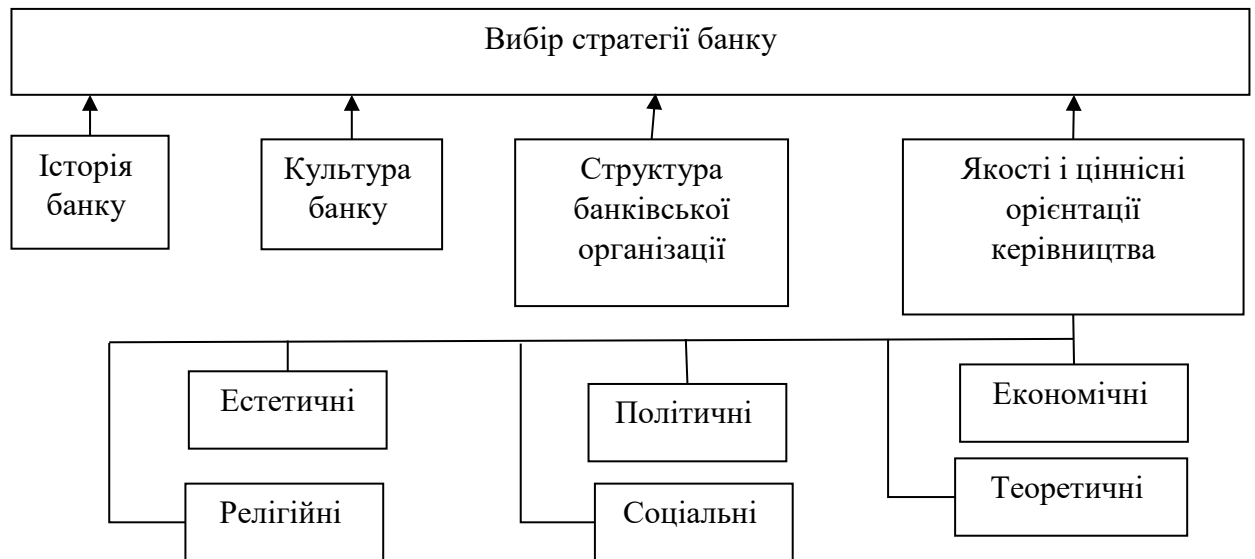 Вибір стратегії банку
Історія
банку
Культура
банку
Структура
банківської
організації
Якості і ціннісні
орієнтації
керівництва
Естетичні
Політичні
Економічні
Релігійні
Соціальні
Теоретичні